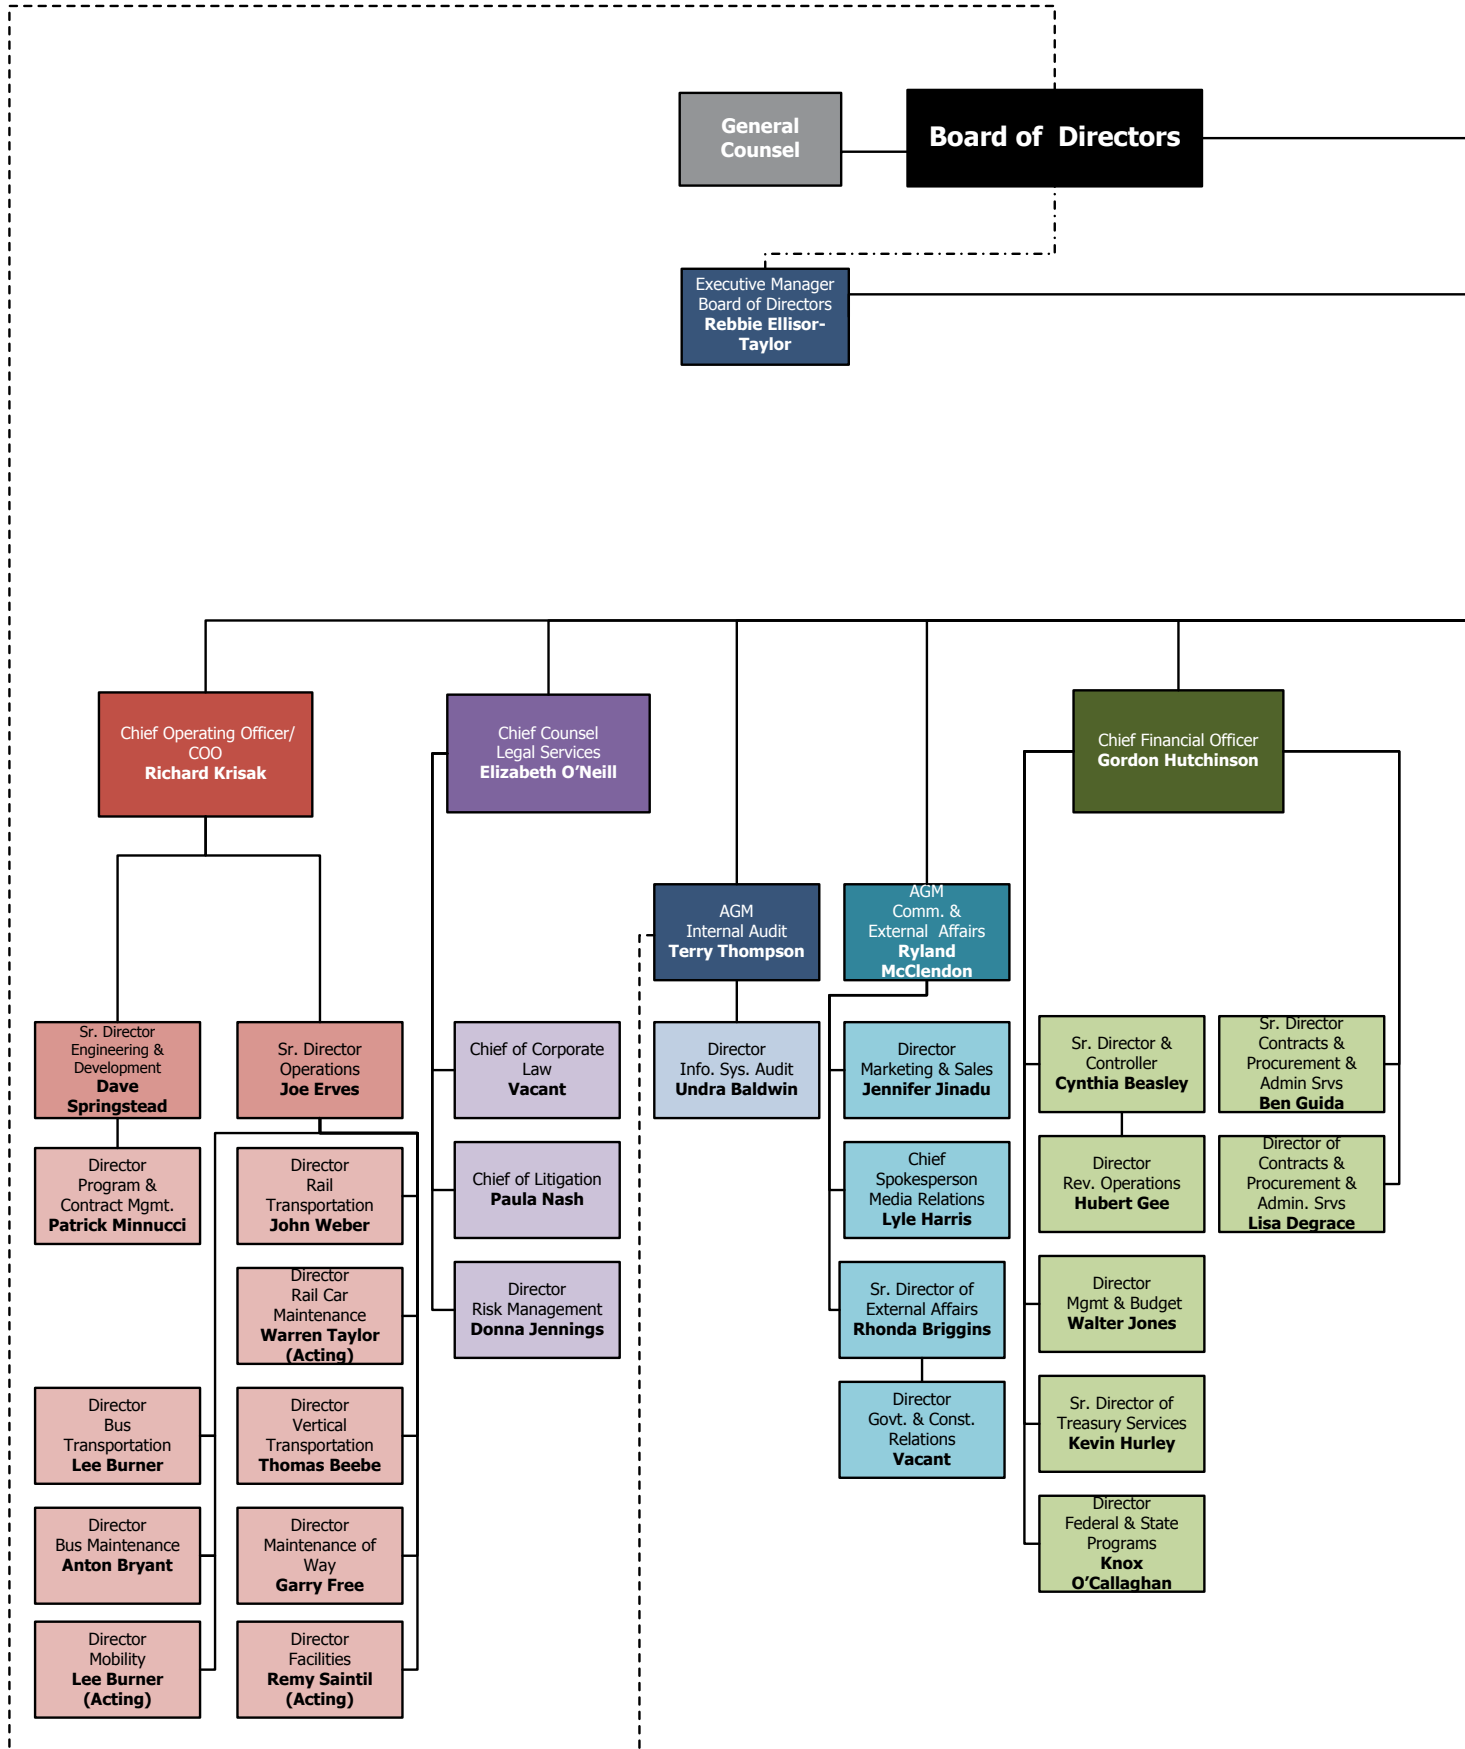 General
Counsel
Board of Directors
Executive Manager
Board of Directors
Rebbie Ellisor-
Taylor
Chief Operating Officer/
COO
Richard Krisak
Chief Counsel
Legal Services
Elizabeth O’Neill
Chief Financial Officer
Gordon Hutchinson
AGM
Internal Audit
Terry Thompson
AGM
Comm. &
External Affairs
Ryland
McClendon
Sr. Director
Engineering &
Development
Dave
Springstead
Sr. Director
Operations
Joe Erves
Chief of Corporate
Law
Vacant
Director
Info. Sys. Audit
Undra Baldwin
Director
Marketing & Sales
Jennifer Jinadu
Sr. Director &
Controller
Cynthia Beasley
Sr. Director
Contracts &
Procurement &
Admin Srvs
Ben Guida
Director
Program &
Contract Mgmt.
Patrick Minnucci
Director
Rail
Transportation
John Weber
Chief of Litigation
Paula Nash
Chief
Spokesperson
Media Relations
Lyle Harris
Director
Rev. Operations
Hubert Gee
Director of
Contracts &
Procurement &
Admin. Srvs
Lisa Degrace
Director
Rail Car
Maintenance
Warren Taylor
(Acting)
Director
Risk Management
Donna Jennings
Sr. Director of
External Affairs
Rhonda Briggins
Director
Mgmt & Budget
Walter Jones
Director
Bus
Transportation
Lee Burner
Director
Vertical
Transportation
Thomas Beebe
Director
Govt. & Const.
Relations
Vacant
Sr. Director of
Treasury Services
Kevin Hurley
Director
Bus Maintenance
Anton Bryant
Director
Maintenance of
Way
Garry Free
Director
Federal & State
Programs
Knox
O’Callaghan
Director
Mobility
Lee Burner
(Acting)
Director
Facilities
Remy Saintil
(Acting)